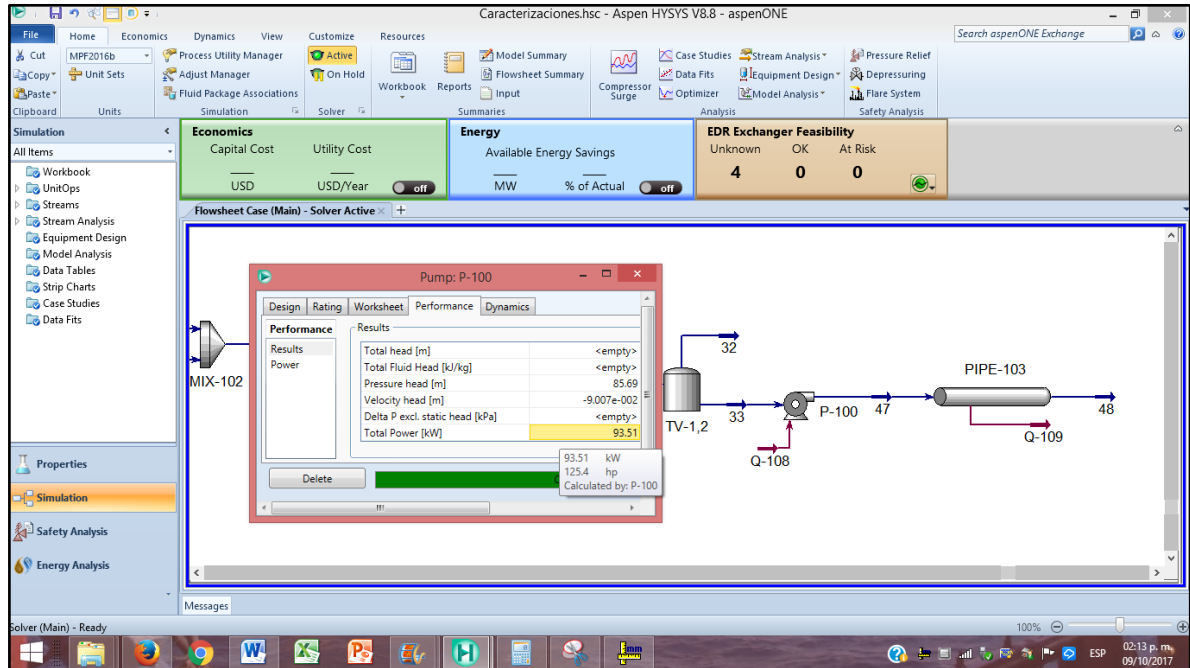 Caracterizaciones.hsc - Aspen HYSYS V8.8 - aspenONE
File Home Economics Dynamics View Customize Resources
Search aspenONE Exchange
Cut
Copy
Paste
Clipboard
MPF2016b
Unit Sets
Units
Process Utility Manager
Adjust Manager
Fluid Package Associations
Simulation
Active
On Hold
Solver
Workbook
Reports
Model Summary
Flowsheet Summary
Input
Summaries
Compressor
Surge
Case Studies
Data Fits
Optimizer
Stream Analysis
Equipment Design
Model Analysis
Analysis
Pressure Relief
Depressuring
Flare System
Safety Analysis
Simulation
All Items
Workbook
UnitOps
Streams
Stream Analysis
Equipment Design
Model Analysis
Data Tables
Strip Charts
Case Studies
Data Fits
Properties
Simulation
Safety Analysis
Energy Analysis
Economics
Capital Cost Utility Cost
USD USD/Year off
Energy
Available Energy Savings
MW % of Actual off
EDR Exchanger Feasibility
Unknown OK At Risk
4 0 0
Flowsheet Case (Main) - Solver Active
MIX-102
Pump: P-100
Design Rating Worksheet Performance Dynamics
Performance
Results
Power
Results
Total head [m] <empty>
Total Fluid Head [kJ/kg] <empty>
Pressure head [m] 85.69
Velocity head [m] -9.007e-002
Delta P excl. static head [kPa] <empty>
Total Power [kW] 93.51
Delete
93.51 kW
125.4 hp
Calculated by: P-100
32
TV-1,2
33
P-100
Q-108
47
PIPE-103
Q-109
48
Messages
Solver (Main) - Ready
100%
ESP
02:13 p. m.
09/10/2017